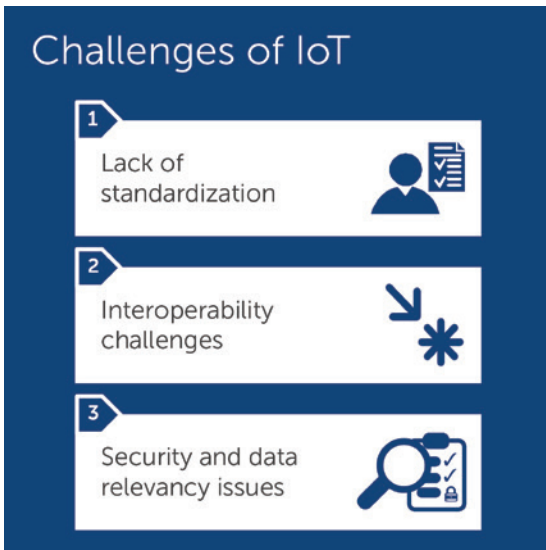 Challenges of IoT
1
Lack of
standardization
2
Interoperability
challenges
3
Security and data
relevancy issues